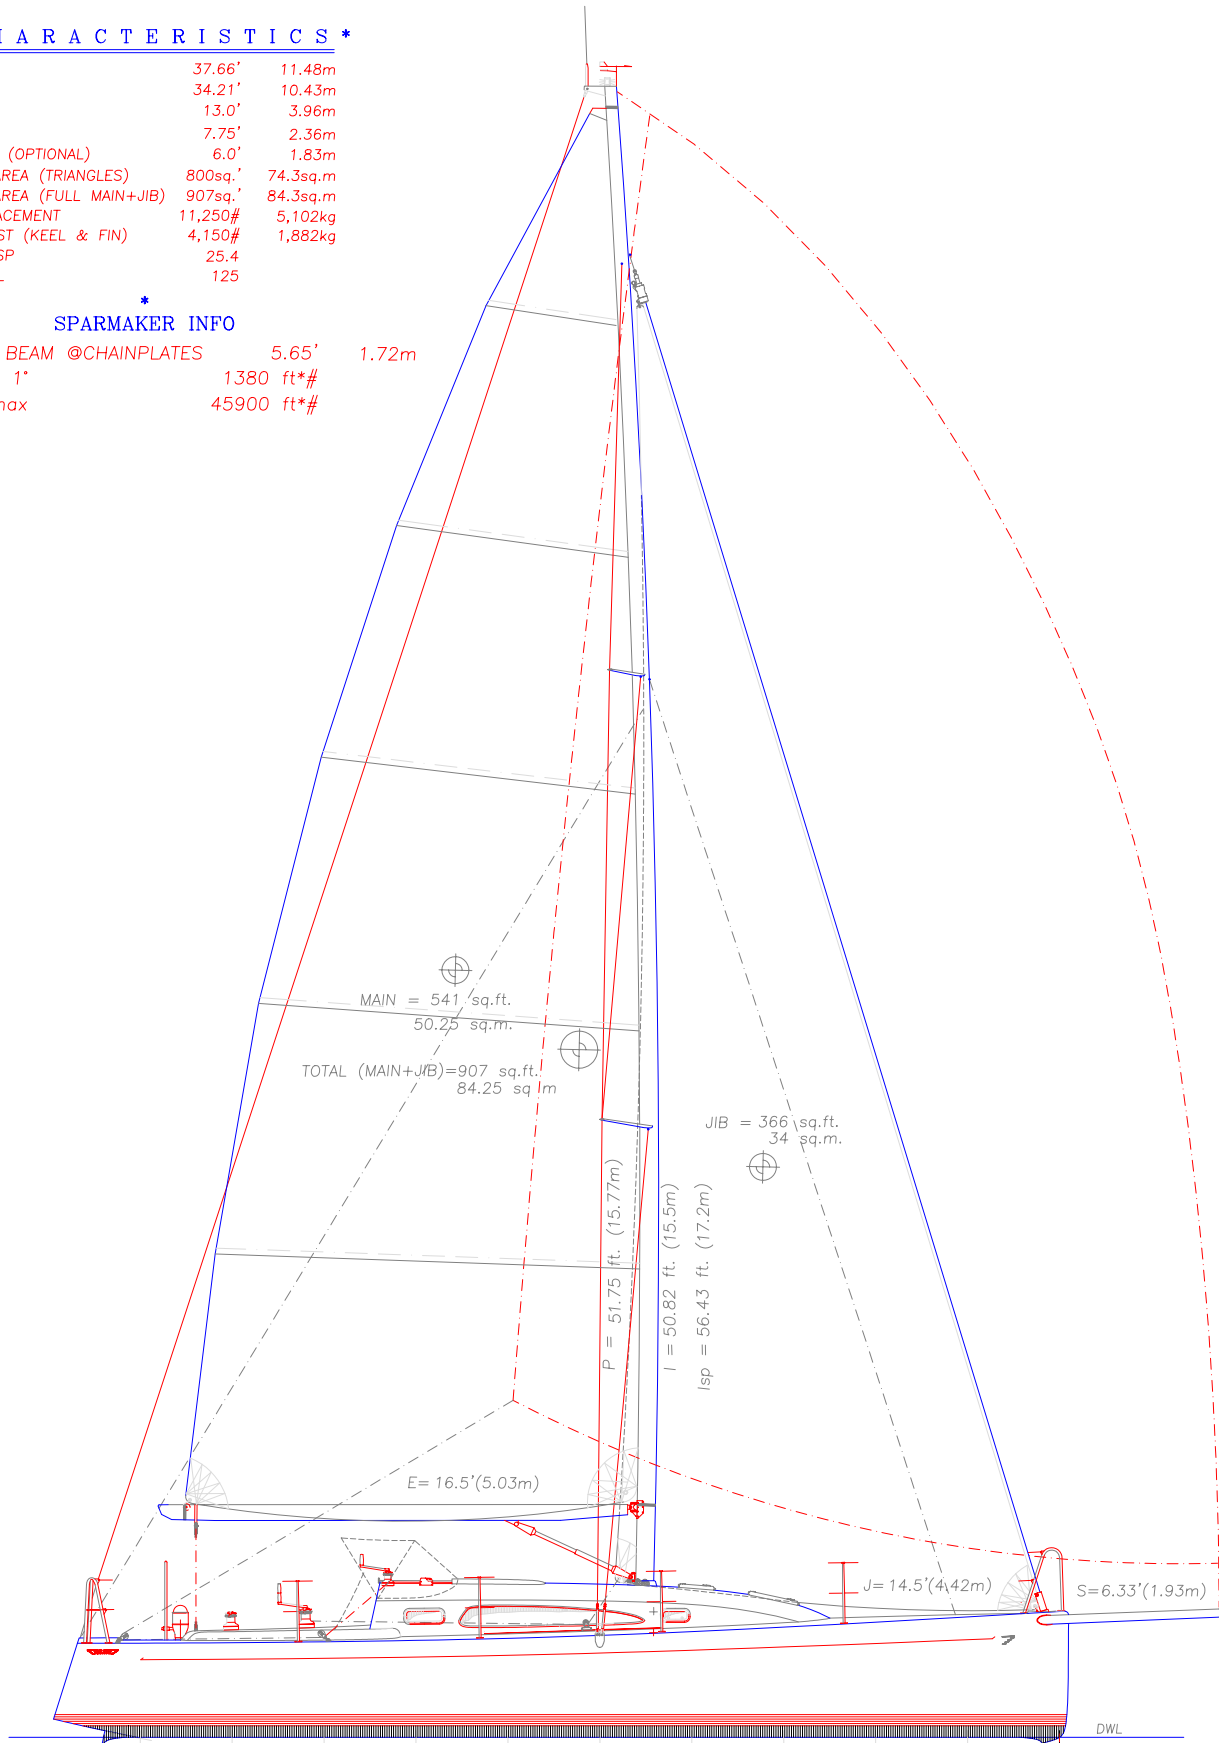 H A R A C T E R I S T I C S *
37.66' 11.48m
34.21' 10.43m
13.0' 3.96m
7.75' 2.36m
(OPTIONAL) 6.0' 1.83m
AREA (TRIANGLES) 800sq.' 74.3sq.m
AREA (FULL MAIN+JIB) 907sq.' 84.3sq.m
ACEMENT 11,250# 5,102kg
ST (KEEL & FIN) 4,150# 1,882kg
SP 25.4
L 125
*
SPARMAKER INFO
BEAM @CHAINPLATES 5.65' 1.72m
1° 1380 ft*#
max 45900 ft*#
MAIN = 541 sq.ft.
50.25 sq.m.
TOTAL (MAIN+JIB)=907 sq.ft.
84.25 sq m
JIB = 366 sq.ft.
34 sq.m.
P = 51.75 ft. (15.77m)
I = 50.82 ft. (15.5m)
Isp = 56.43 ft. (17.2m)
E= 16.5'(5.03m)
J= 14.5'(4.42m)
S=6.33'(1.93m)
DWL